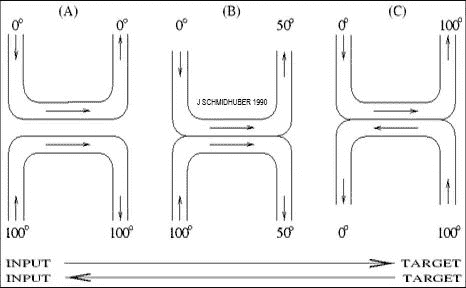 (A) (B) (C)
0° 0° 0° 50° 0° 100°
J SCHMIDHUBER 1990
100° 100° 100° 50° 0° 100°
INPUT TARGET
INPUT TARGET